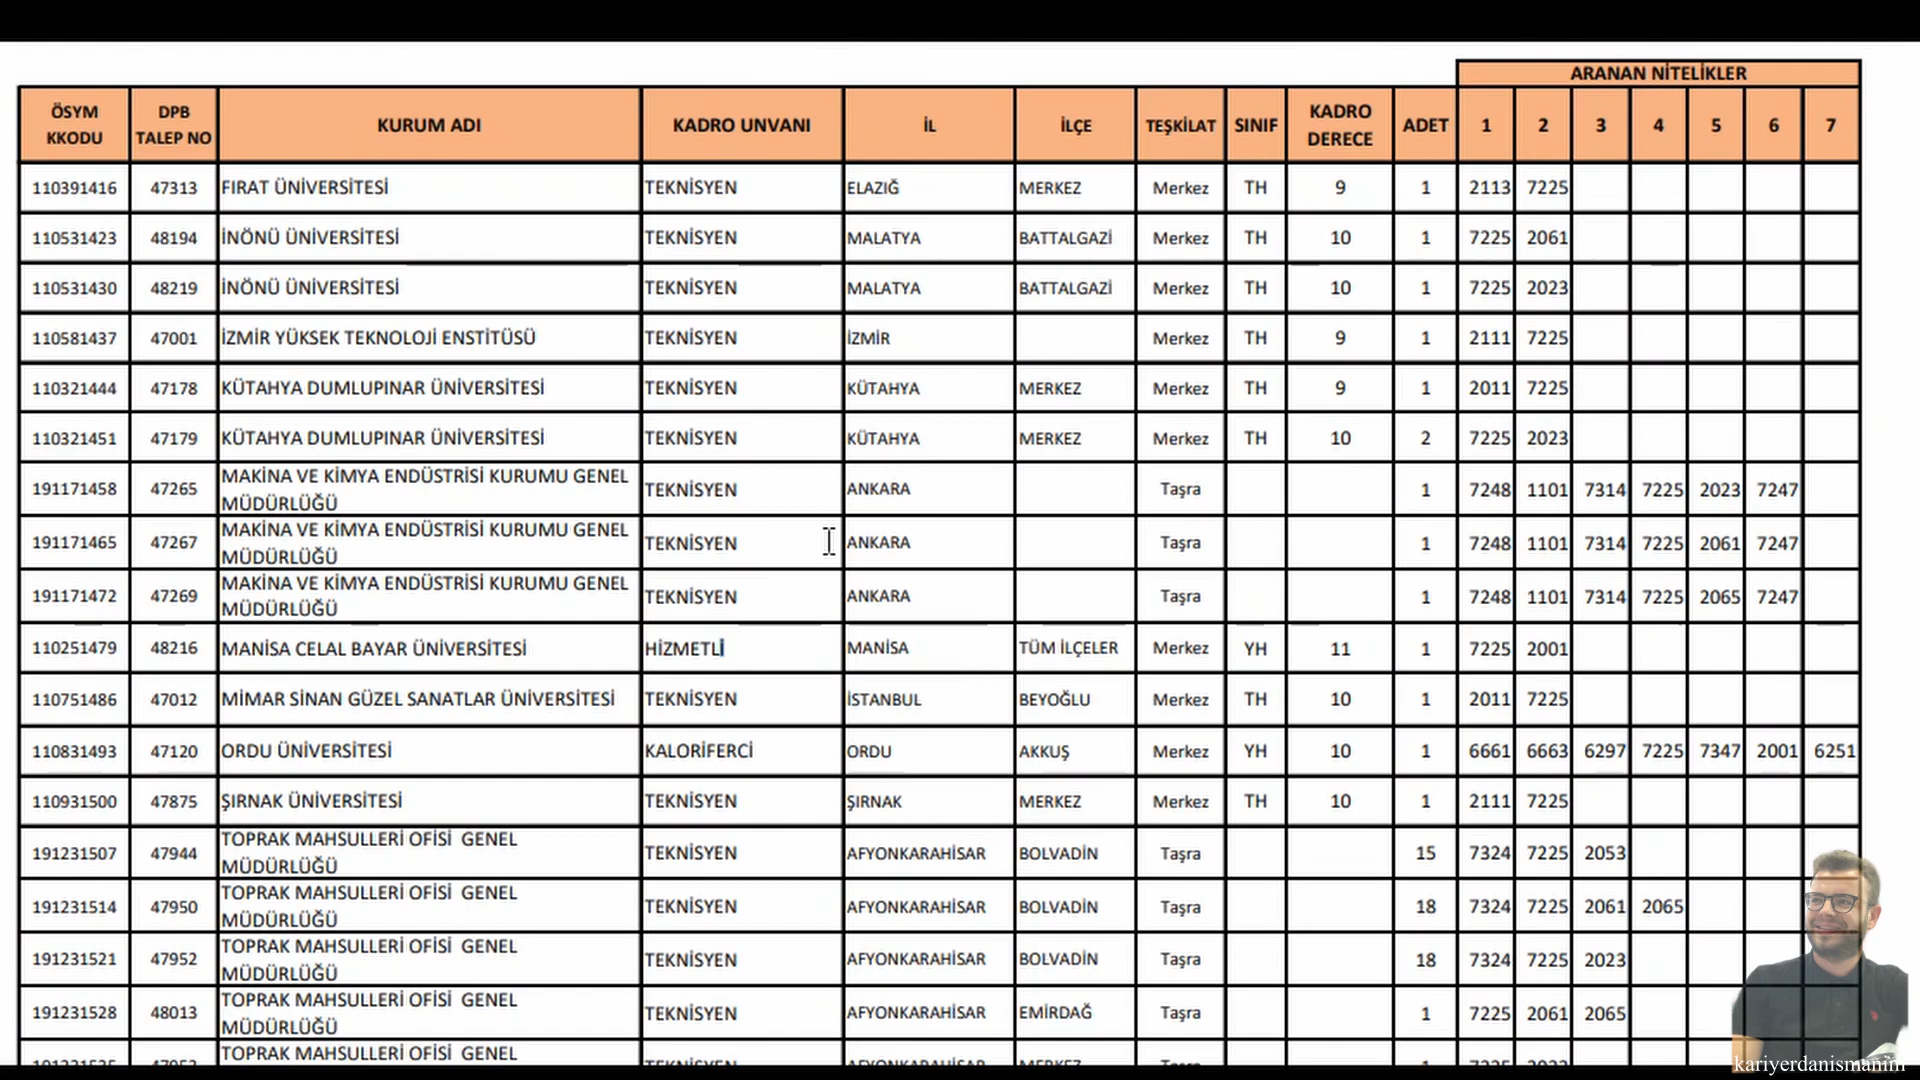 ARANAN NİTELİKLER
ÖSYM KKODU DPB TALEP NO KURUM ADI KADRO UNVANI İL İLÇE TEŞKİLAT SINIF KADRO DERECE ADET 1 2 3 4 5 6 7
110391416 47313 FIRAT ÜNİVERSİTESİ TEKNİSYEN ELAZIĞ MERKEZ Merkez TH 9 1 2113 7225
110531423 48194 İNÖNÜ ÜNİVERSİTESİ TEKNİSYEN MALATYA BATTALGAZİ Merkez TH 10 1 7225 2061
110531430 48219 İNÖNÜ ÜNİVERSİTESİ TEKNİSYEN MALATYA BATTALGAZİ Merkez TH 10 1 7225 2023
110581437 47001 İZMİR YÜKSEK TEKNOLOJİ ENSTİTÜSÜ TEKNİSYEN İZMİR Merkez TH 9 1 2111 7225
110321444 47178 KÜTAHYA DUMLUPINAR ÜNİVERSİTESİ TEKNİSYEN KÜTAHYA MERKEZ Merkez TH 9 1 2011 7225
110321451 47179 KÜTAHYA DUMLUPINAR ÜNİVERSİTESİ TEKNİSYEN KÜTAHYA MERKEZ Merkez TH 10 2 7225 2023
191171458 47265 MAKİNA VE KİMYA ENDÜSTRİSİ KURUMU GENEL MÜDÜRLÜĞÜ TEKNİSYEN ANKARA Taşra 1 7248 1101 7314 7225 2023 7247
191171465 47267 MAKİNA VE KİMYA ENDÜSTRİSİ KURUMU GENEL MÜDÜRLÜĞÜ TEKNİSYEN ANKARA Taşra 1 7248 1101 7314 7225 2061 7247
191171472 47269 MAKİNA VE KİMYA ENDÜSTRİSİ KURUMU GENEL MÜDÜRLÜĞÜ TEKNİSYEN ANKARA Taşra 1 7248 1101 7314 7225 2065 7247
110251479 48216 MANİSA CELAL BAYAR ÜNİVERSİTESİ HİZMETLİ MANİSA TÜM İLÇELER Merkez YH 11 1 7225 2001
110751486 47012 MİMAR SİNAN GÜZEL SANATLAR ÜNİVERSİTESİ TEKNİSYEN İSTANBUL BEYOĞLU Merkez TH 10 1 2011 7225
110831493 47120 ORDU ÜNİVERSİTESİ KALORİFERCİ ORDU AKKUŞ Merkez YH 10 1 6661 6663 6297 7225 7347 2001 6251
110931500 47875 ŞIRNAK ÜNİVERSİTESİ TEKNİSYEN ŞIRNAK MERKEZ Merkez TH 10 1 2111 7225
191231507 47944 TOPRAK MAHSULLERİ OFİSİ GENEL MÜDÜRLÜĞÜ TEKNİSYEN AFYONKARAHİSAR BOLVADİN Taşra 15 7324 7225 2053
191231514 47950 TOPRAK MAHSULLERİ OFİSİ GENEL MÜDÜRLÜĞÜ TEKNİSYEN AFYONKARAHİSAR BOLVADİN Taşra 18 7324 7225 2061 2065
191231521 47952 TOPRAK MAHSULLERİ OFİSİ GENEL MÜDÜRLÜĞÜ TEKNİSYEN AFYONKARAHİSAR BOLVADİN Taşra 18 7324 7225 2023
191231528 48013 TOPRAK MAHSULLERİ OFİSİ GENEL MÜDÜRLÜĞÜ TEKNİSYEN AFYONKARAHİSAR EMİRDAĞ Taşra 1 7225 2061 2065
TOPRAK MAHSULLERİ OFİSİ GENEL
kariyerdanismanim